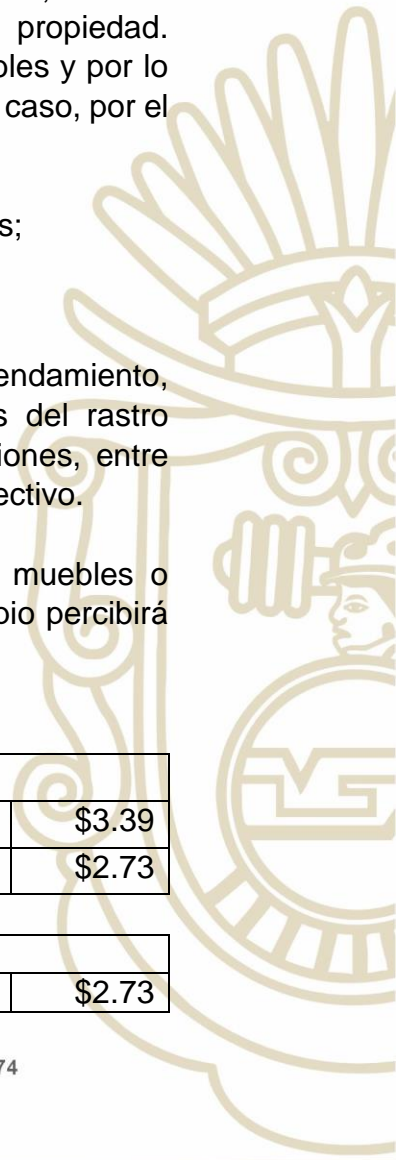 propiedad.
oles y por lo
caso, por el
s;
endamiento,
s del rastro
iones, entre
ectivo.
muebles o
pio percibirá
$3.39
$2.73
$2.73
74